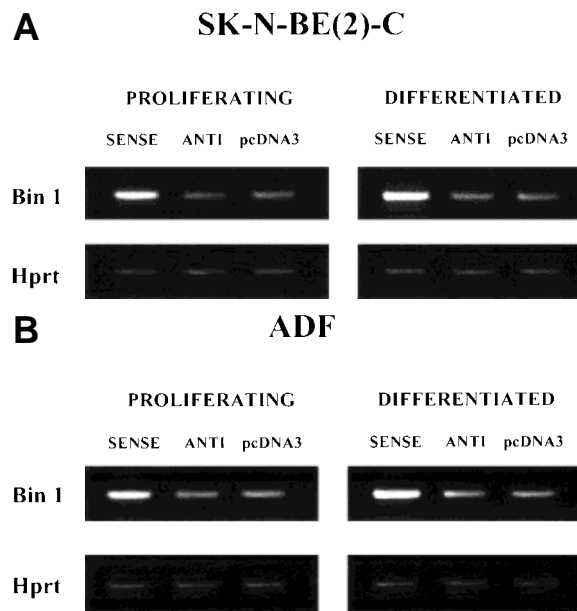 A SK-N-BE(2)-C
PROLIFERATING DIFFERENTIATED
SENSE ANTI pcDNA3 SENSE ANTI pcDNA3
Bin 1
Hprt
B ADF
PROLIFERATING DIFFERENTIATED
SENSE ANTI pcDNA3 SENSE ANTI pcDNA3
Bin 1
Hprt